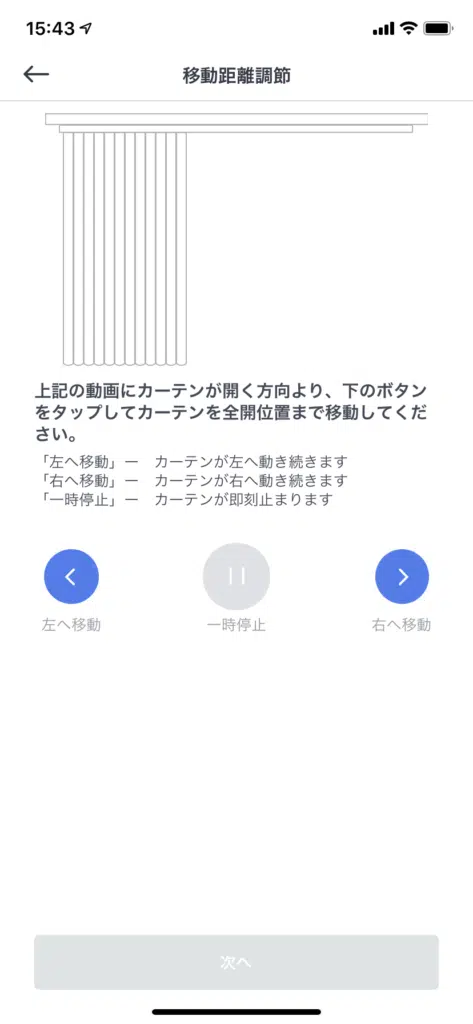 15:43
移動距離調節
上記の動画にカーテンが開く方向より、下のボタン
をタップしてカーテンを全開位置まで移動してくだ
さい。
「左へ移動」ー　カーテンが左へ動き続きます
「右へ移動」ー　カーテンが右へ動き続きます
「一時停止」ー　カーテンが即刻止まります
左へ移動
一時停止
右へ移動
次へ